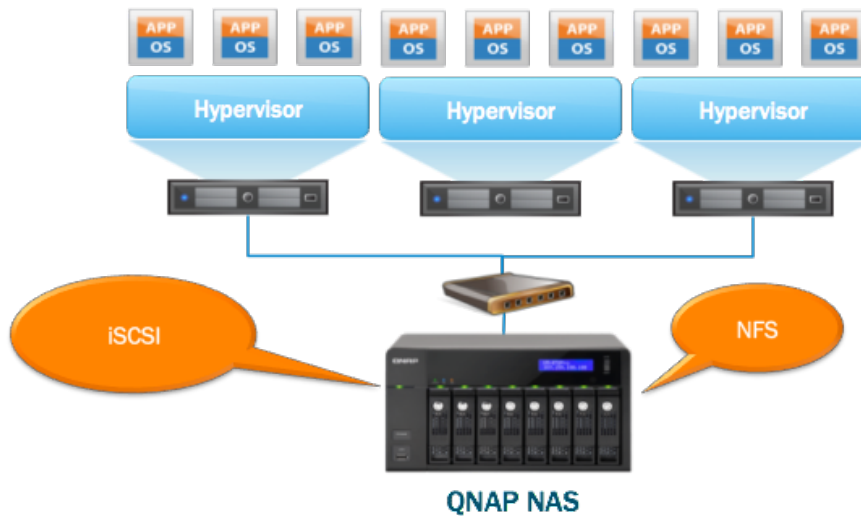 APP APP APP APP APP APP APP APP APP
OS OS OS OS OS OS OS OS OS
Hypervisor Hypervisor Hypervisor
iSCSI
NFS
QNAP
QNAP NAS